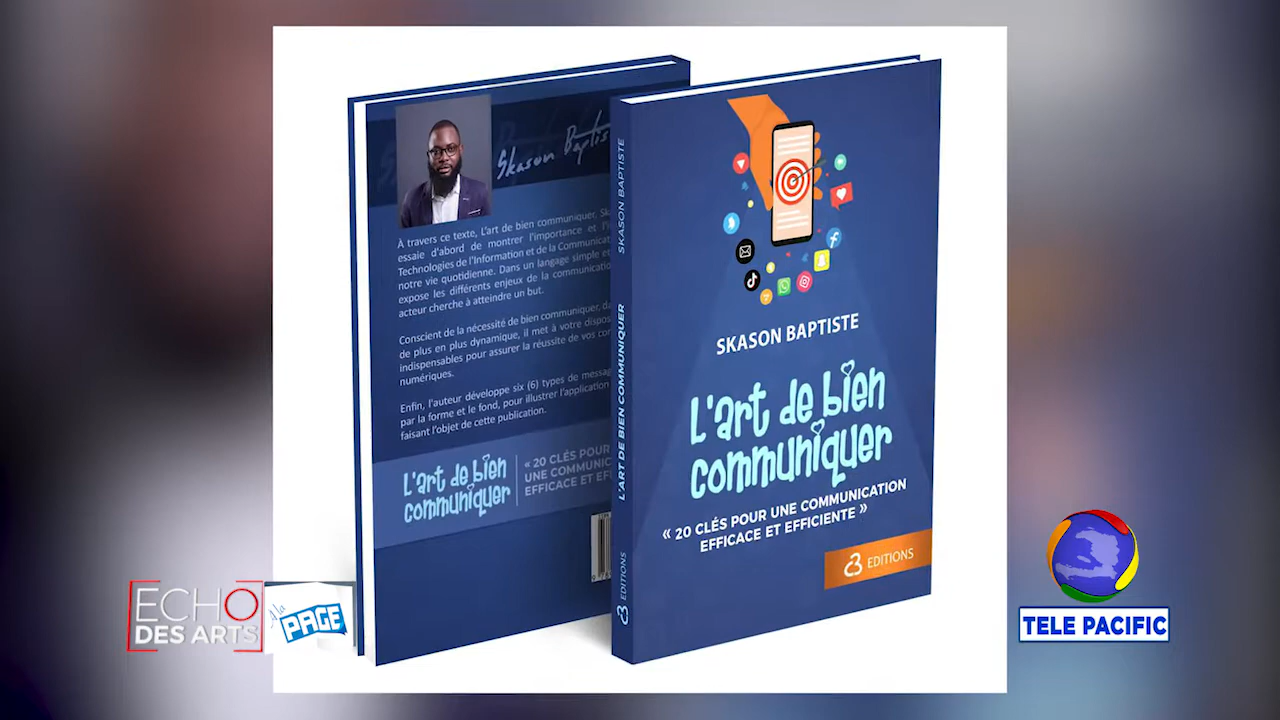 Skason Baptis
À travers ce texte, L'art de bien communiquer, Sk
essaie d'abord de montrer l'importance et l'i
Technologies de l'Information et de la Communicat
notre vie quotidienne. Dans un langage simple et
expose les différents enjeux de la communicatio
acteur cherche à atteindre un but.
Conscient de la nécessité de bien communiquer, da
de plus en plus dynamique, il met à votre dispos
indispensables pour assurer la réussite de vos co
numériques.
Enfin, l'auteur développe six (6) types de messag
par la forme et le fond, pour illustrer l'application
faisant l'objet de cette publication.
L'art de bien
communiquer
« 20 CLÉS POUR
UNE COMMUNIC
EFFICACE ET EFFI
SKASON BAPTISTE
L'ART DE BIEN COMMUNIQUER
EDITIONS
SKASON BAPTISTE
L'art de bien
communiquer
« 20 CLÉS POUR UNE COMMUNICATION
EFFICACE ET EFFICIENTE »
EDITIONS
ECHO
DES ARTS
A la
PAGE
TELE PACIFIC